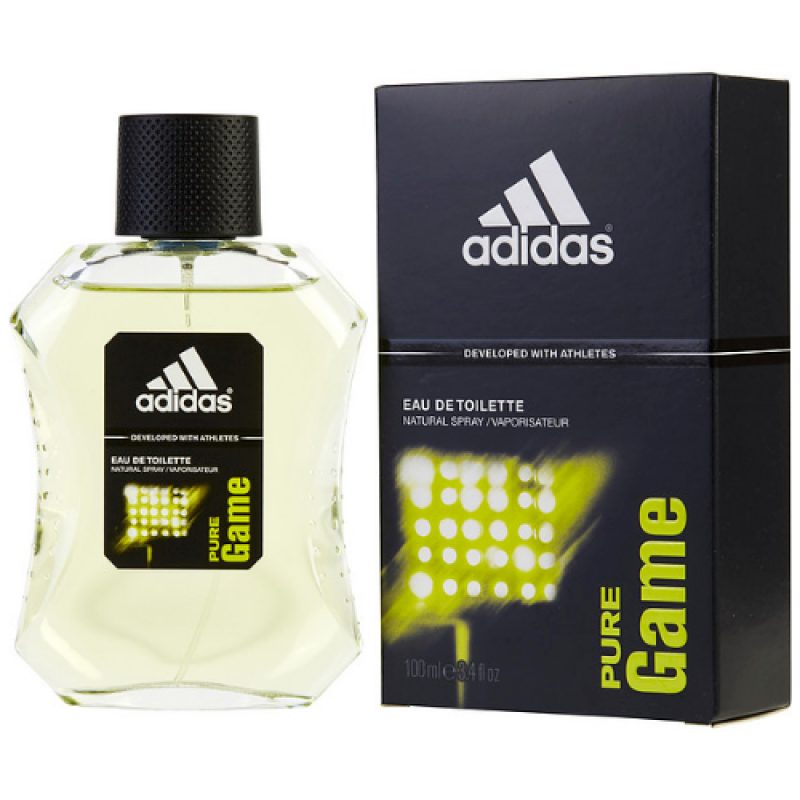 adidas®
DEVELOPED WITH ATHLETES
EAU DE TOILETTE
NATURAL SPRAY / VAPORISATEUR
PURE
Game
adidas®
DEVELOPED WITH ATHLETES
EAU DE TOILETTE
NATURAL SPRAY / VAPORISATEUR
PURE
Game
100 ml e 3.4 fl oz